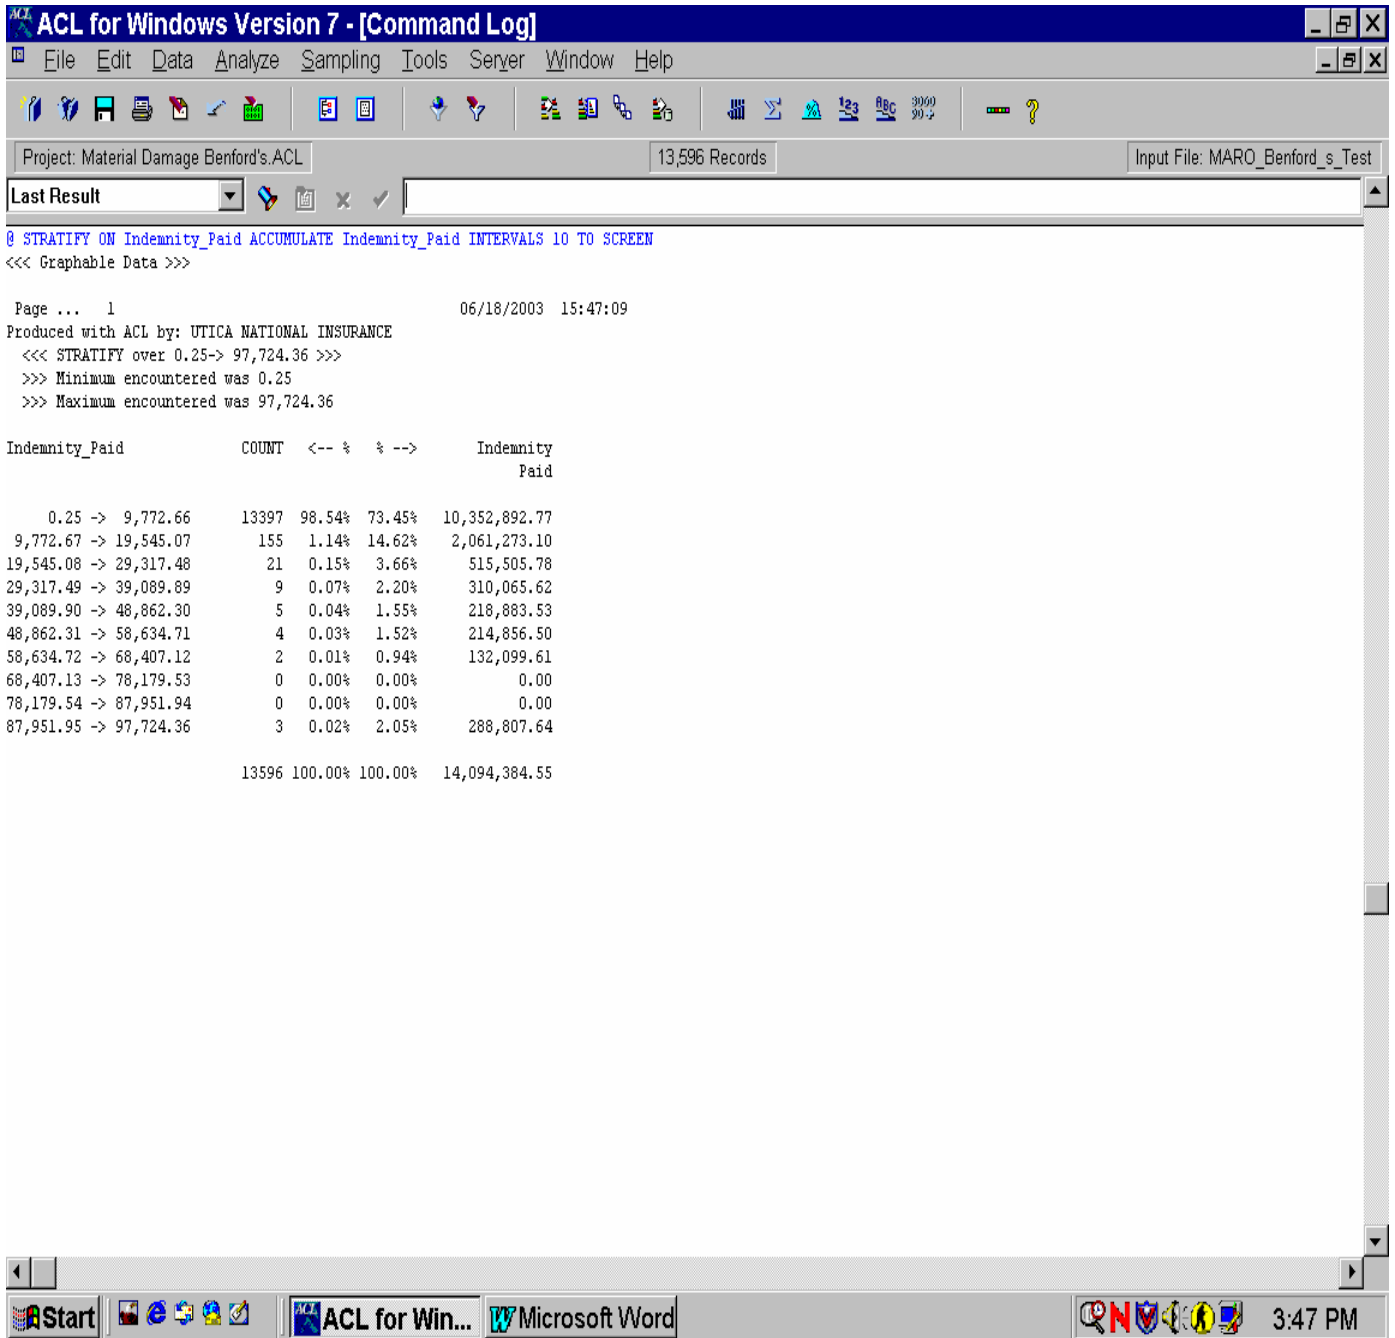 ACL for Windows Version 7 - [Command Log]
File Edit Data Analyze Sampling Tools Server Window Help
Project: Material Damage Benford's.ACL 13,596 Records Input File: MARO_Benford_s_Test
Last Result
@ STRATIFY ON Indemnity_Paid ACCUMULATE Indemnity_Paid INTERVALS 10 TO SCREEN
<<< Graphable Data >>>
Page ... 1 06/18/2003 15:47:09
Produced with ACL by: UTICA NATIONAL INSURANCE
<<< STRATIFY over 0.25-> 97,724.36 >>>
>>> Minimum encountered was 0.25
>>> Maximum encountered was 97,724.36
Indemnity_Paid COUNT <-- % % --> Indemnity
Paid
0.25 -> 9,772.66 13397 98.54% 73.45% 10,352,892.77
9,772.67 -> 19,545.07 155 1.14% 14.62% 2,061,273.10
19,545.08 -> 29,317.48 21 0.15% 3.66% 515,505.78
29,317.49 -> 39,089.89 9 0.07% 2.20% 310,065.62
39,089.90 -> 48,862.30 5 0.04% 1.55% 218,883.53
48,862.31 -> 58,634.71 4 0.03% 1.52% 214,856.50
58,634.72 -> 68,407.12 2 0.01% 0.94% 132,099.61
68,407.13 -> 78,179.53 0 0.00% 0.00% 0.00
78,179.54 -> 87,951.94 0 0.00% 0.00% 0.00
87,951.95 -> 97,724.36 3 0.02% 2.05% 288,807.64
13596 100.00% 100.00% 14,094,384.55
Start ACL for Win... Microsoft Word 3:47 PM